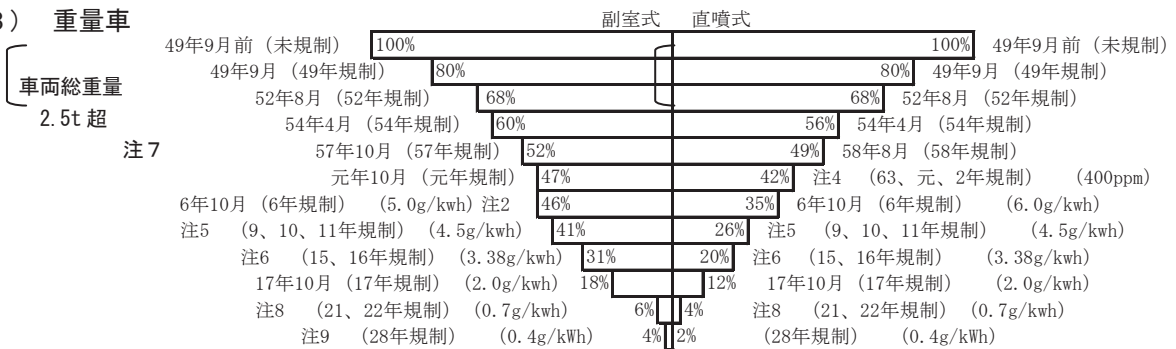 3） 重量車
副室式 直噴式
49年9月前（未規制） 100% 100% 49年9月前（未規制）
49年9月（49年規制） 80% 80% 49年9月（49年規制）
車両総重量
52年8月（52年規制） 68% 68% 52年8月（52年規制）
2.5t 超
54年4月（54年規制） 60% 56% 54年4月（54年規制）
注7
57年10月（57年規制） 52% 49% 58年8月（58年規制）
元年10月（元年規制） 47% 42% 注4 （63、元、2年規制） （400ppm）
6年10月（6年規制） （5.0g/kwh）注2 46% 35% 6年10月（6年規制） （6.0g/kwh）
注5 （9、10、11年規制）（4.5g/kwh） 41% 26% 注5 （9、10、11年規制） （4.5g/kwh）
注6 （15、16年規制）（3.38g/kwh） 31% 20% 注6 （15、16年規制） （3.38g/kwh）
17年10月（17年規制） （2.0g/kwh） 18% 12% 17年10月（17年規制） （2.0g/kwh）
注8 （21、22年規制）（0.7g/kwh） 6% 4% 注8 （21、22年規制）（0.7g/kwh）
注9 （28年規制） （0.4g/kWh） 4% 2% （28年規制） （0.4g/kWh）